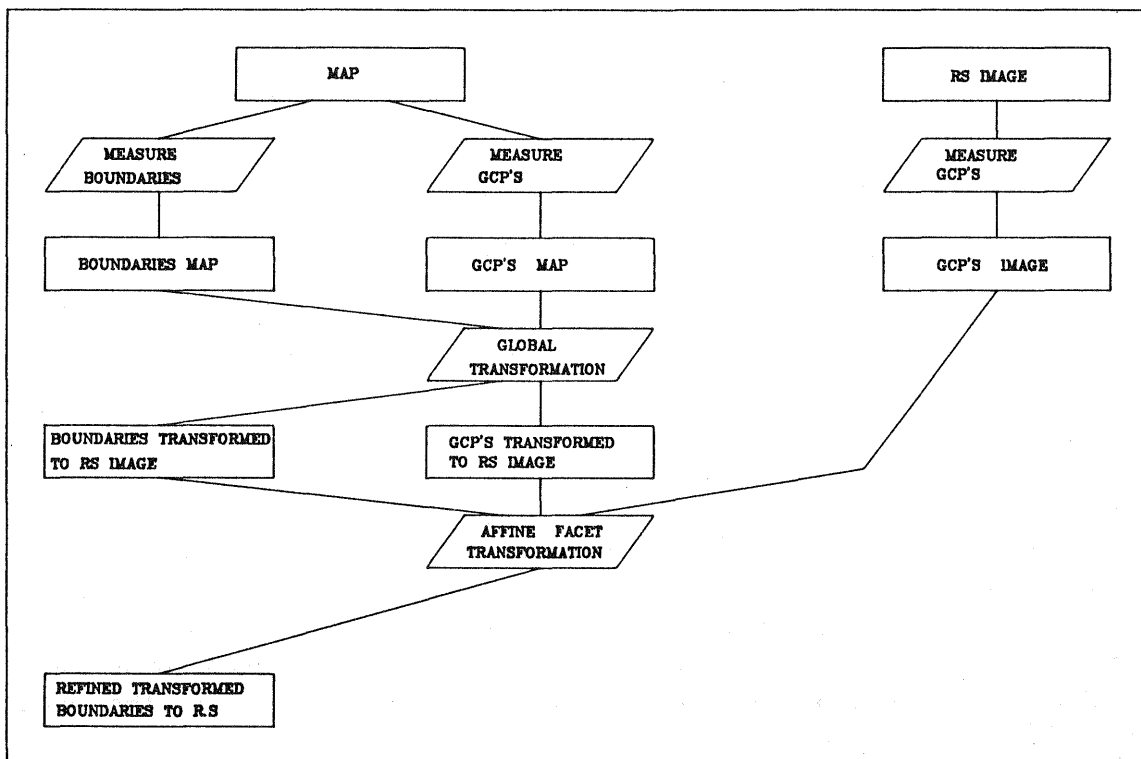 MAP
RS IMAGE
MEASURE
BOUNDARIES
MEASURE
GCP'S
MEASURE
GCP'S
BOUNDARIES MAP
GCP'S MAP
GCP'S IMAGE
GLOBAL
TRANSFORMATION
BOUNDARIES TRANSFORMED
TO RS IMAGE
GCP'S TRANSFORMED
TO RS IMAGE
AFFINE FACET
TRANSFORMATION
REFINED TRANSFORMED
BOUNDARIES TO R.S